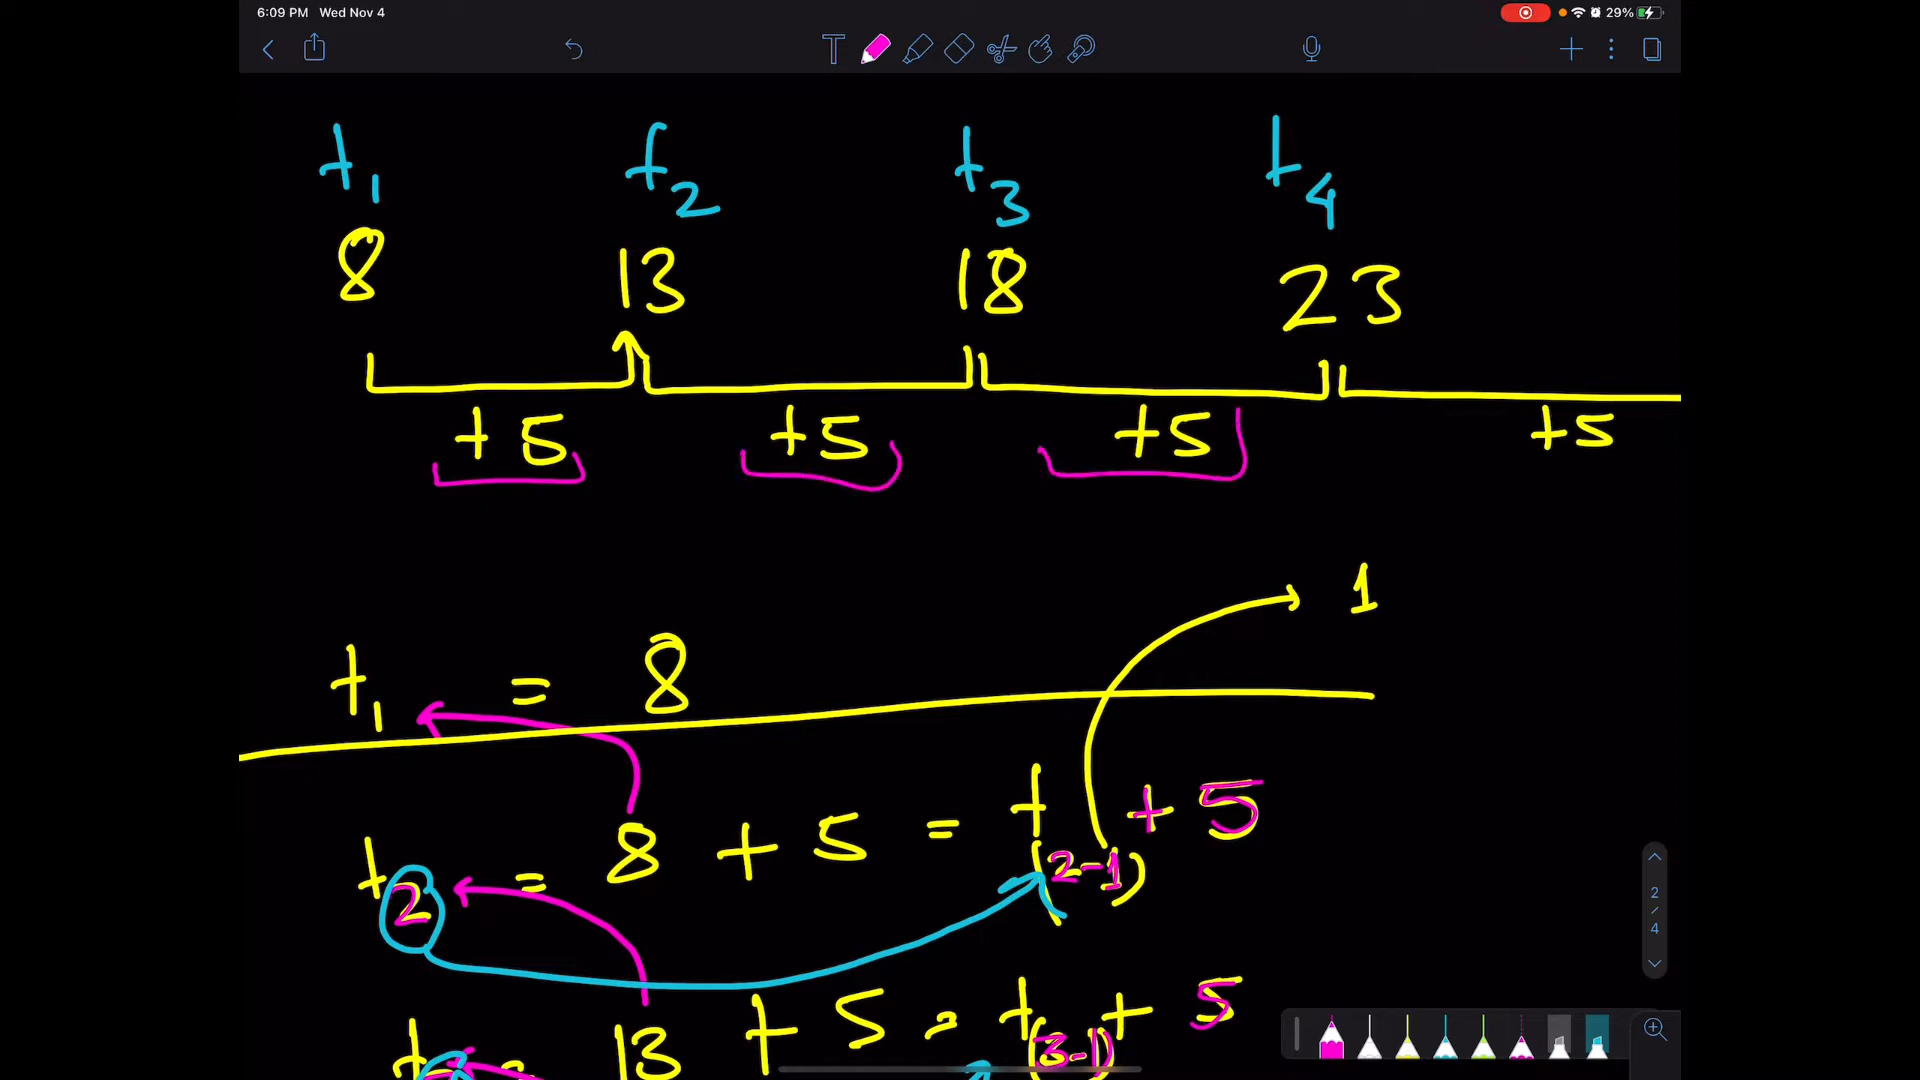 6:09 PM Wed Nov 4 29%
T
t1 t2 t3 t4
8 13 18 23
+5 +5 +5 +5
1
t1 = 8
t2 = 8 + 5 = t(2-1) + 5
= 13 + 5 = t(3-1) + 5
2
/
4